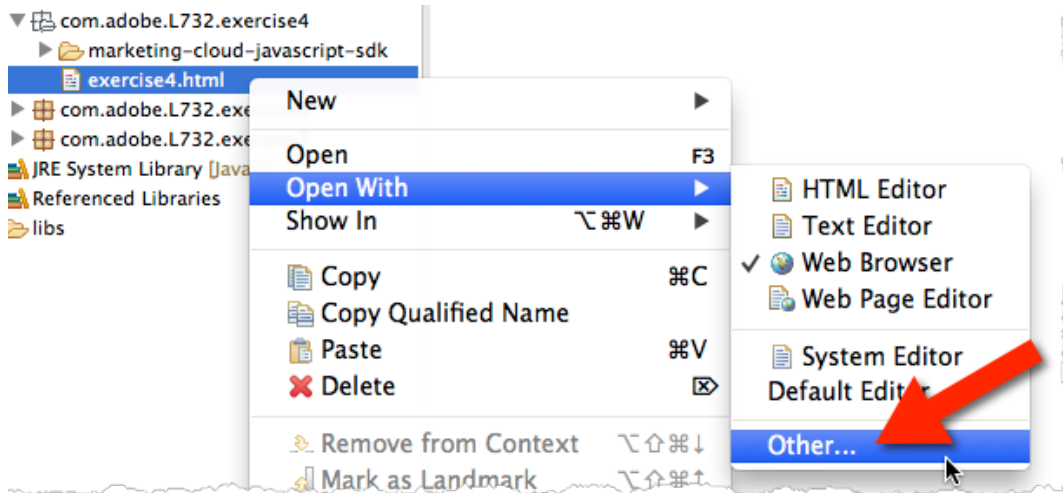 com.adobe.L732.exercise4
marketing-cloud-javascript-sdk
exercise4.html
com.adobe.L732.exe
com.adobe.L732.exe
JRE System Library [Java
Referenced Libraries
libs
New
Open F3
Open With
Show In ⌥⌘W
Copy ⌘C
Copy Qualified Name
Paste ⌘V
Delete ⌦
Remove from Context ⌥⇧⌘↓
Mark as Landmark ⌥⇧⌘↑
HTML Editor
Text Editor
✓ Web Browser
Web Page Editor
System Editor
Default Editor
Other...